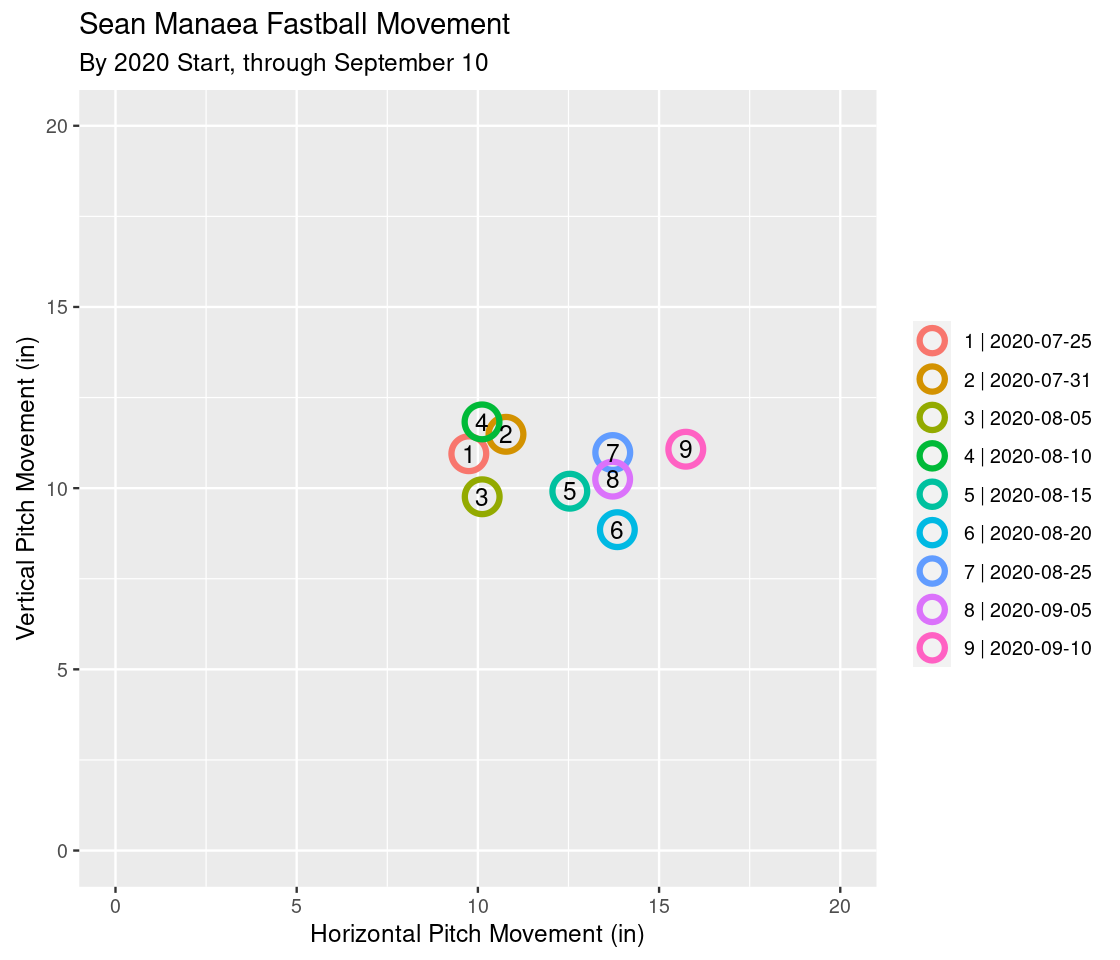 Sean Manaea Fastball Movement
By 2020 Start, through September 10
Vertical Pitch Movement (in)
20
15
10
5
0
4
2
1
7
9
8
3
5
6
0
5
10
15
20
Horizontal Pitch Movement (in)
1 | 2020-07-25
2 | 2020-07-31
3 | 2020-08-05
4 | 2020-08-10
5 | 2020-08-15
6 | 2020-08-20
7 | 2020-08-25
8 | 2020-09-05
9 | 2020-09-10